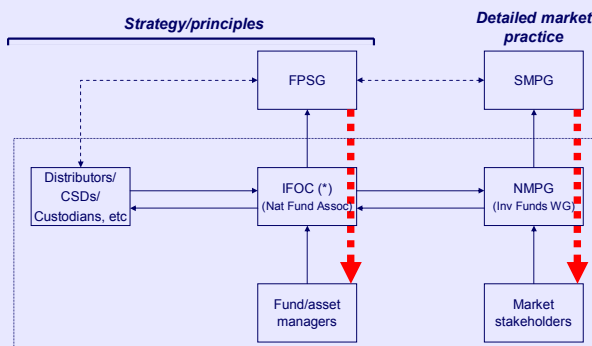 Strategy/principles
Detailed market
practice
FPSG
SMPG
Distributors/
CSDs/
Custodians, etc
IFOC (*)
(Nat Fund Assoc)
NMPG
(Inv Funds WG)
Fund/asset
managers
Market
stakeholders